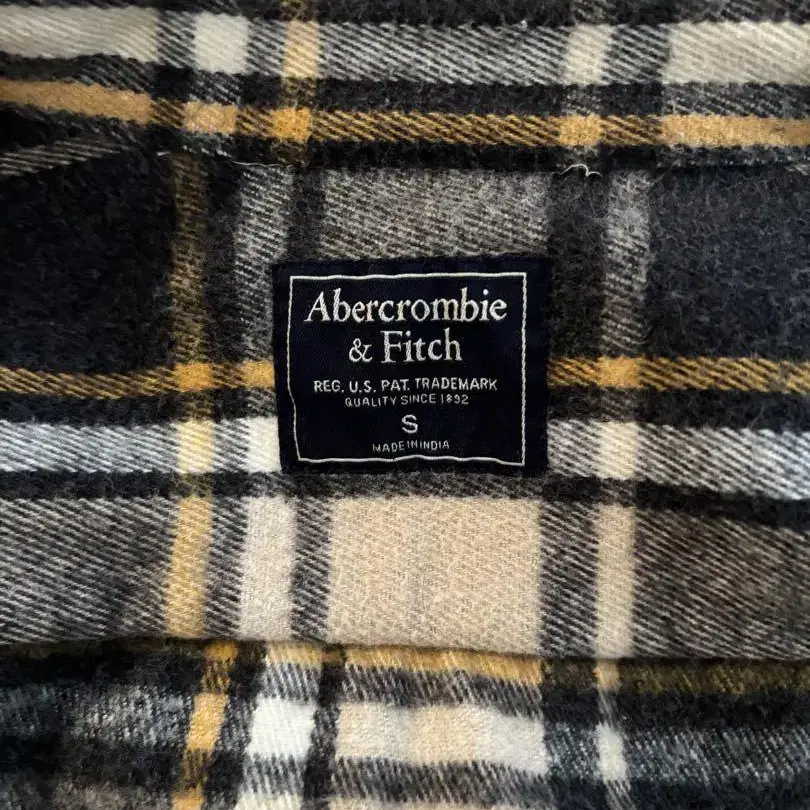 Abercrombie
& Fitch
REG. U.S. PAT. TRADEMARK
QUALITY SINCE 1892
S
MADE IN INDIA